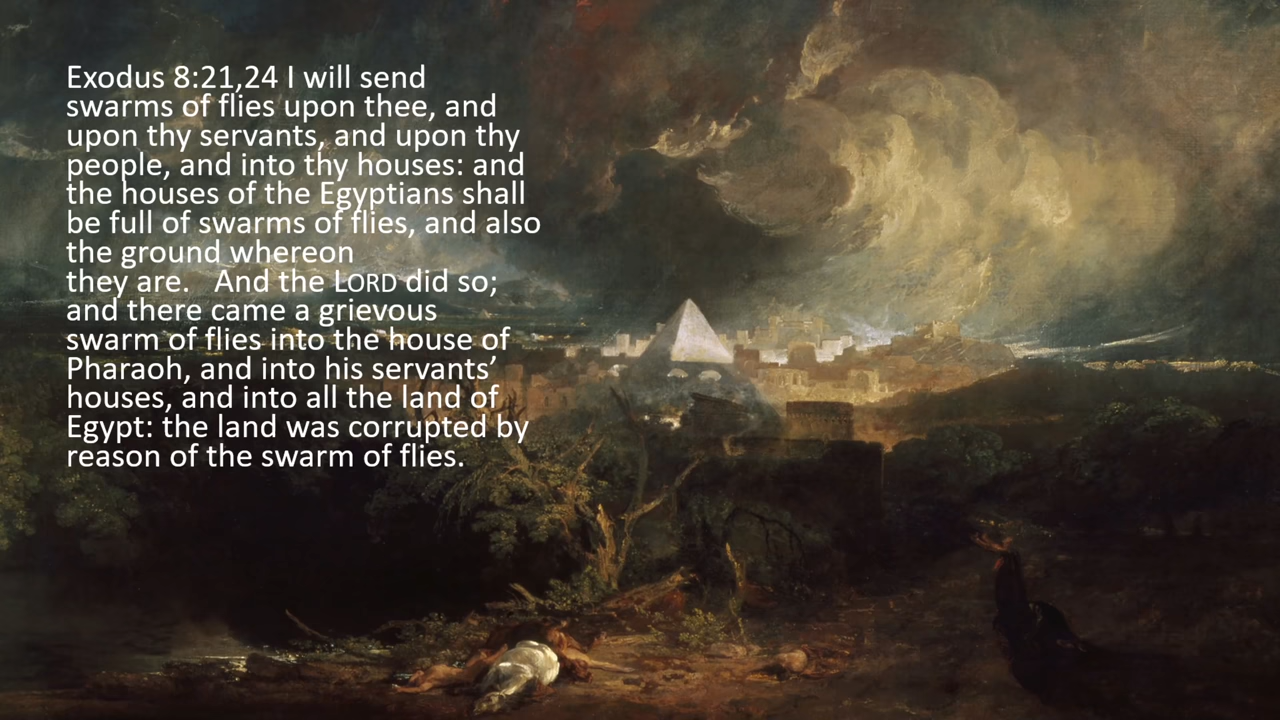 Exodus 8:21,24 I will send
swarms of flies upon thee, and
upon thy servants, and upon thy
people, and into thy houses: and
the houses of the Egyptians shall
be full of swarms of flies, and also
the ground whereon
they are.   And the LORD did so;
and there came a grievous
swarm of flies into the house of
Pharaoh, and into his servants’
houses, and into all the land of
Egypt: the land was corrupted by
reason of the swarm of flies.